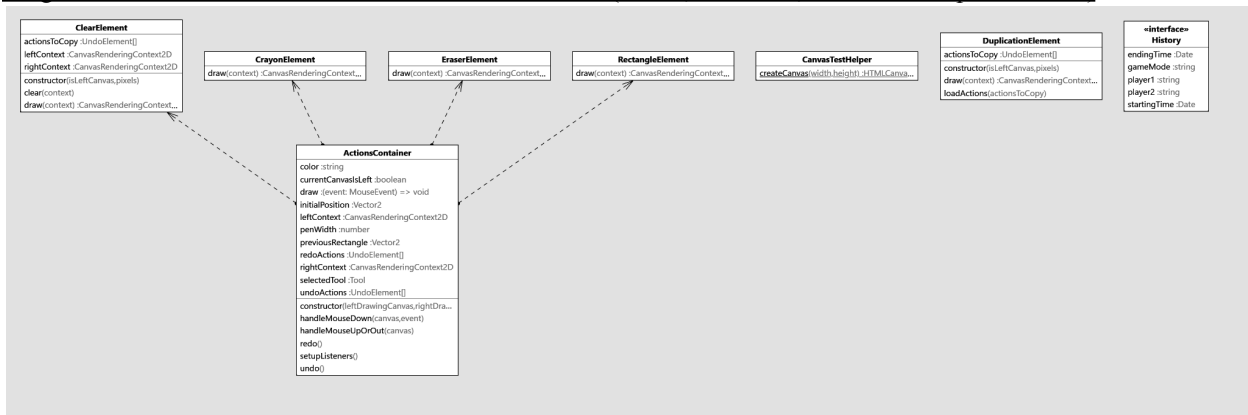 ClearElement
actionsToCopy :UndoElement[]
leftContext :CanvasRenderingContext2D
rightContext :CanvasRenderingContext2D
constructor(isLeftCanvas,pixels)
clear(context)
draw(context) :CanvasRenderingContext...
CrayonElement
draw(context) :CanvasRenderingContext...
EraserElement
draw(context) :CanvasRenderingContext...
RectangleElement
draw(context) :CanvasRenderingContext...
CanvasTestHelper
createCanvas(width,height) :HTMLCanva...
DuplicationElement
actionsToCopy :UndoElement[]
constructor(isLeftCanvas,pixels)
draw(context) :CanvasRenderingContext...
loadActions(actionsToCopy)
«interface»
History
endingTime :Date
gameMode :string
player1 :string
player2 :string
startingTime :Date
ActionsContainer
color :string
currentCanvasIsLeft :boolean
draw :(event: MouseEvent) => void
initialPosition :Vector2
leftContext :CanvasRenderingContext2D
penWidth :number
previousRectangle :Vector2
redoActions :UndoElement[]
rightContext :CanvasRenderingContext2D
selectedTool :Tool
undoActions :UndoElement[]
constructor(leftDrawingCanvas,rightDra...
handleMouseDown(canvas,event)
handleMouseUpOrOut(canvas)
redo()
setupListeners()
undo()